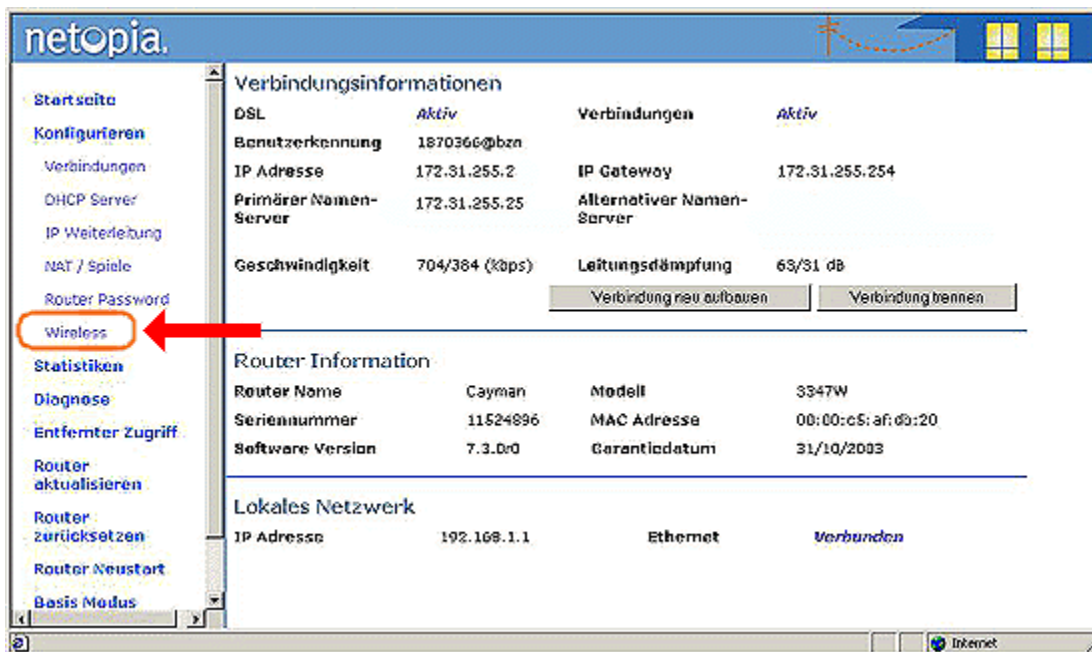 netopia.
Startseite
Konfigurieren
Verbindungen
DHCP Server
IP Weiterleitung
NAT / Spiele
Router Password
Wireless
Statistiken
Diagnose
Entfernter Zugriff
Router
aktualisieren
Router
zurücksetzen
Router Neustart
Basis Modus
Verbindungsinformationen
DSL Aktiv Verbindungen Aktiv
Benutzerkennung 1870366@bzn
IP Adresse 172.31.255.2 IP Gateway 172.31.255.254
Primärer Namen-Server 172.31.255.25 Alternativer Namen-Server
Geschwindigkeit 704/384 (kbps) Leitungsdämpfung 63/31 dB
Verbindung neu aufbauen Verbindung trennen
Router Information
Router Name Cayman Modell 3347W
Seriennummer 11524896 MAC Adresse 00:00:c5:af:db:20
Software Version 7.3.0r0 Garantiedatum 31/10/2003
Lokales Netzwerk
IP Adresse 192.168.1.1 Ethernet Verbunden
Internet